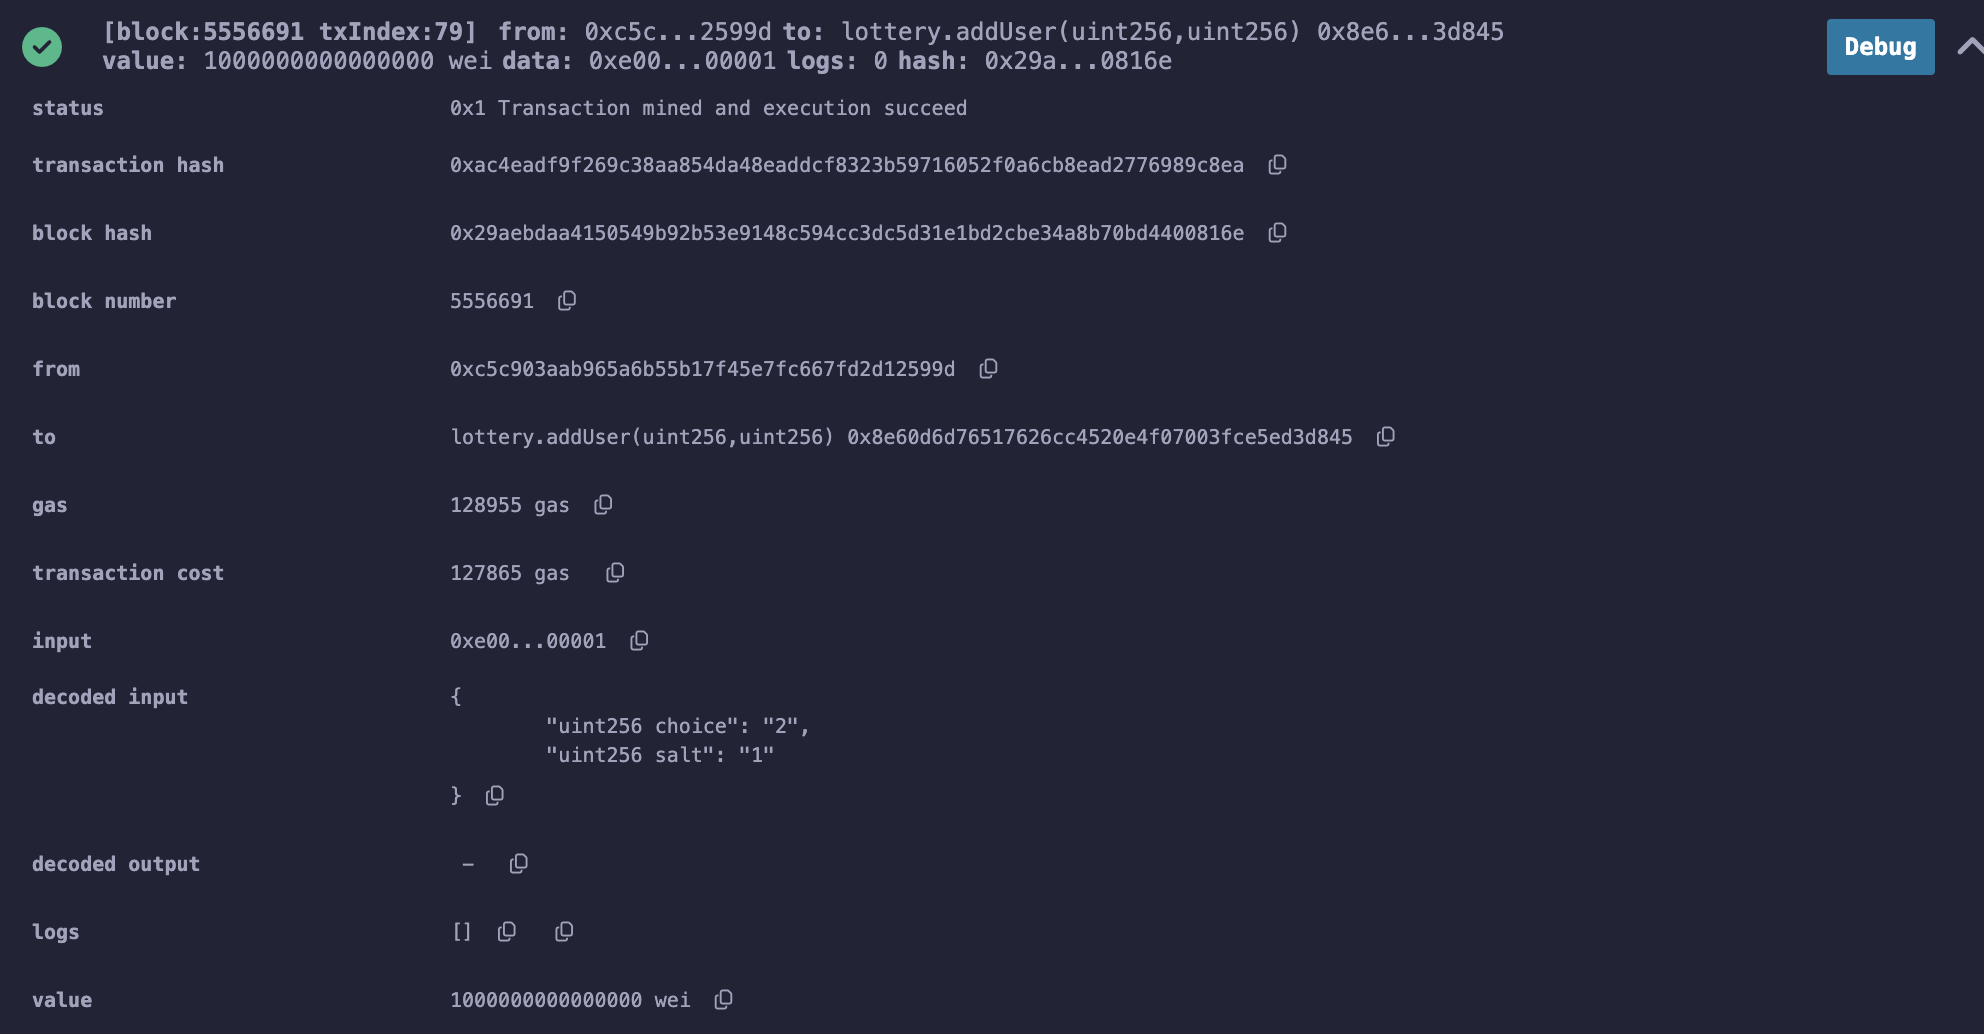 [block:5556691 txIndex:79] from: 0xc5c...2599d to: lottery.addUser(uint256,uint256) 0x8e6...3d845
value: 1000000000000000 wei data: 0xe00...00001 logs: 0 hash: 0x29a...0816e
Debug
status 0x1 Transaction mined and execution succeed
transaction hash 0xac4eadf9f269c38aa854da48eaddcf8323b59716052f0a6cb8ead2776989c8ea
block hash 0x29aebdaa4150549b92b53e9148c594cc3dc5d31e1bd2cbe34a8b70bd4400816e
block number 5556691
from 0xc5c903aab965a6b55b17f45e7fc667fd2d12599d
to lottery.addUser(uint256,uint256) 0x8e60d6d76517626cc4520e4f07003fce5ed3d845
gas 128955 gas
transaction cost 127865 gas
input 0xe00...00001
decoded input {
"uint256 choice": "2",
"uint256 salt": "1"
}
decoded output -
logs []
value 1000000000000000 wei